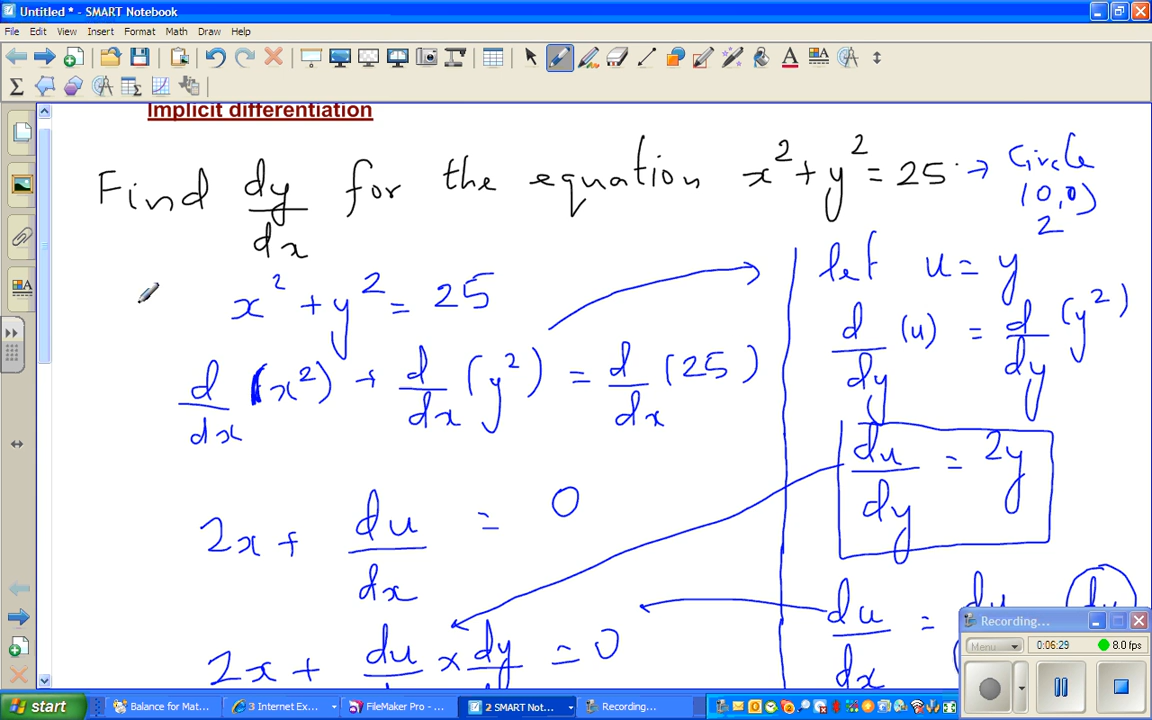 Untitled * - SMART Notebook
File Edit View Insert Format Math Draw Help
Implicit differentiation
Find dy/dx for the equation x² + y² = 25 → Circle
(0,0)
2
x² + y² = 25
d/dx (x²) + d/dx (y²) = d/dx (25)
2x + du/dx = 0
2x + du/ × dy/ = 0
let u = y
d/dy (u) = d/dy (y²)
du/dy = 2y
du/dx =
Recording...
Menu
0:06:29
8.0 fps
start
Balance for Mat...
3 Internet Ex...
FileMaker Pro - ...
2 SMART Not...
Recording...